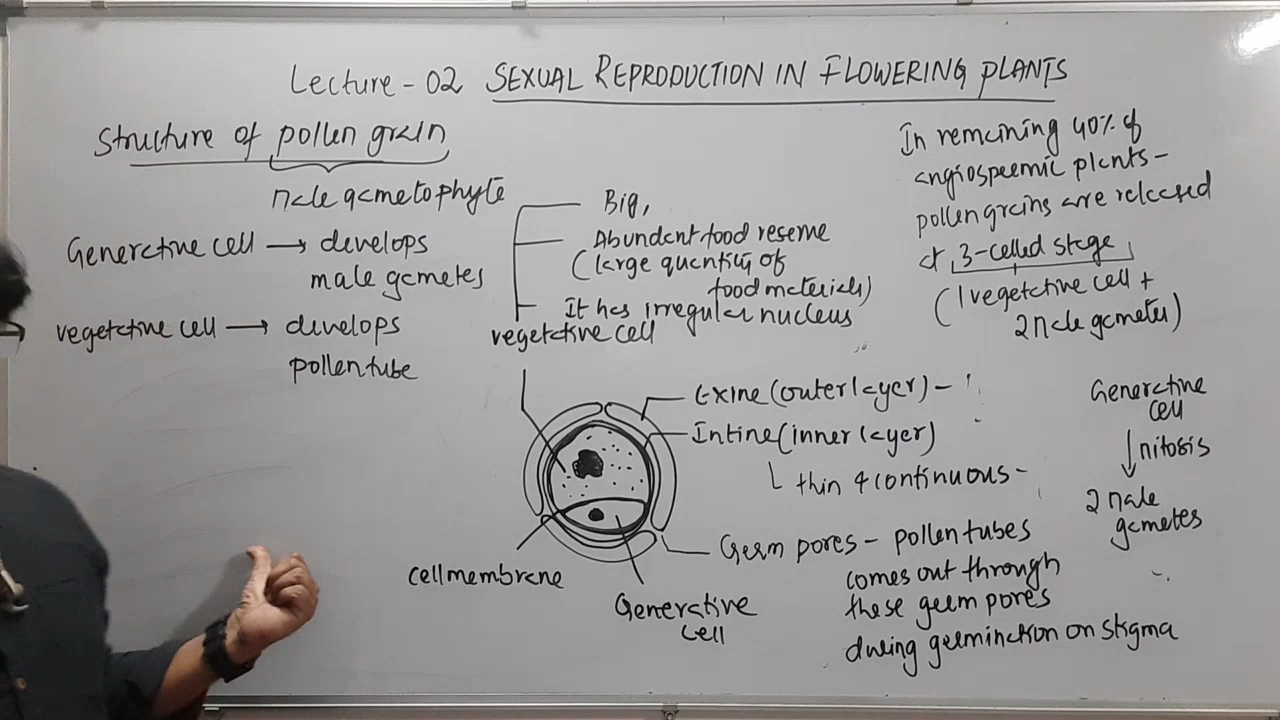 Lecture - 02 SEXUAL REPRODUCTION IN FLOWERING PLANTS
Structure of pollen grain
male gametophyte
Generative cell → develops
male gametes
vegetative cell → develops
pollen tube
Big,
Abundant food reserve
(large quantity of
food materials)
It has irregular nucleus
vegetative cell
Exine (outer layer) -
Intine (inner layer)
thin & continuous -
Germ pores - pollen tubes
comes out through
these germ pores
during germination on stigma
cell membrane
Generative
cell
In remaining 40% of
angiospermic plants -
pollen grains are released
at 3-celled stage
(1 vegetative cell +
2 male gametes)
Generative
cell
↓ mitosis
2 male
gametes